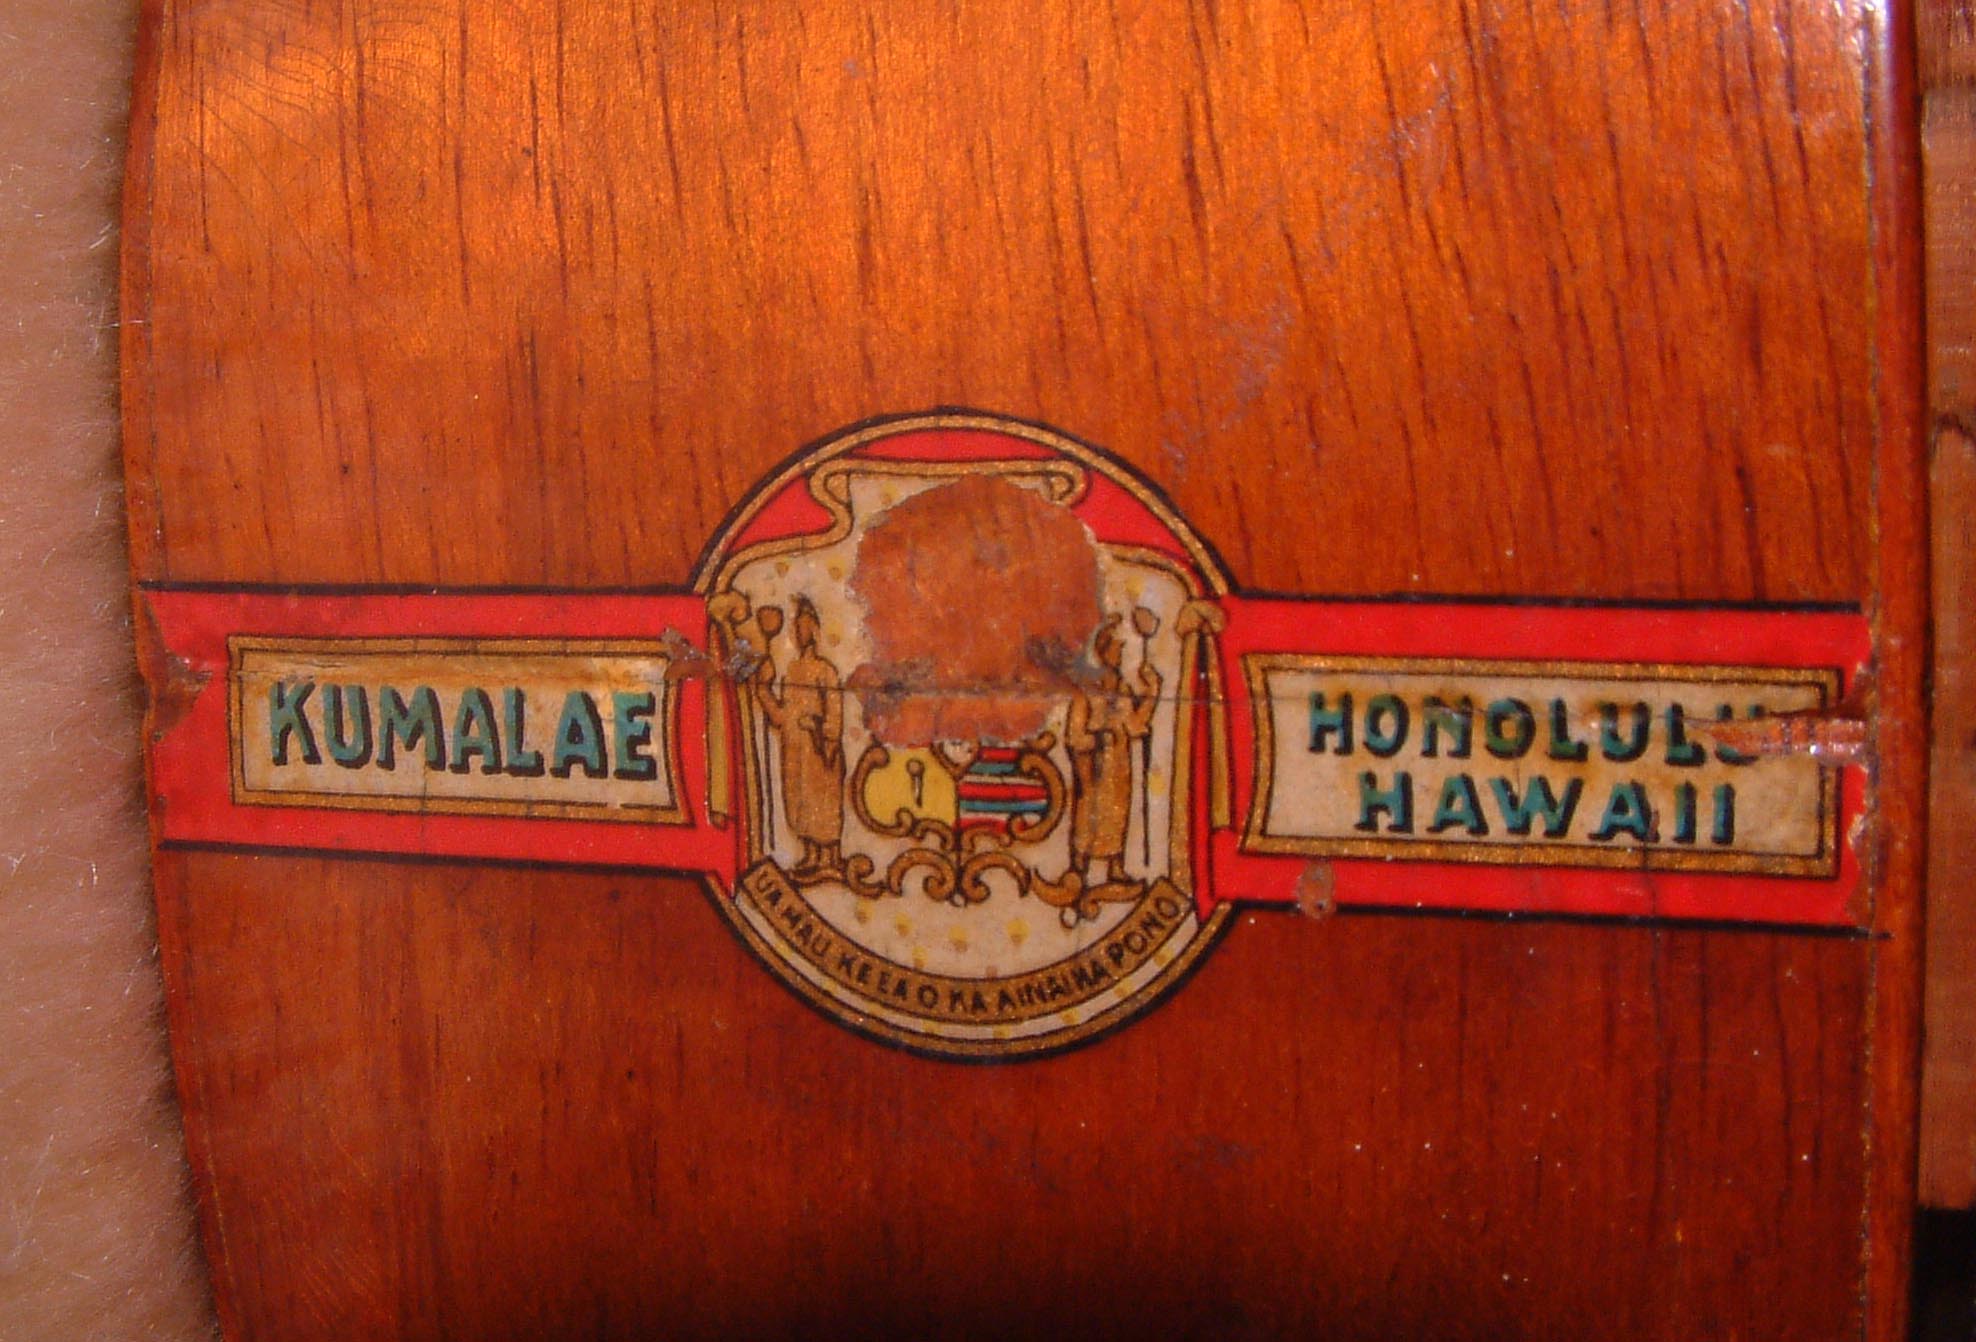 KUMALAE
UA MAU KE EA O KA AINA I KA PONO
HONOLULU
HAWAII